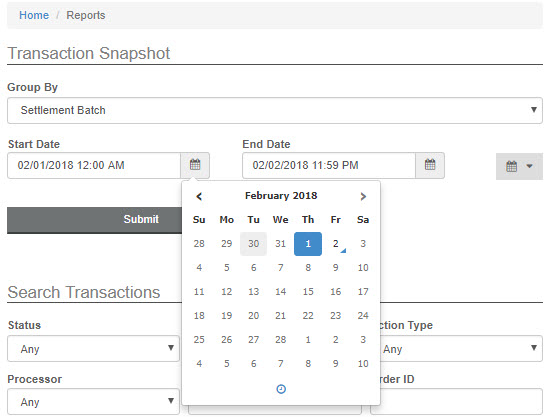 Home / Reports
Transaction Snapshot
Group By
Settlement Batch
Start Date End Date
02/01/2018 12:00 AM 02/02/2018 11:59 PM
February 2018
Su Mo Tu We Th Fr Sa
Submit
28 29 30 31 1 2 3
4 5 6 7 8 9 10
11 12 13 14 15 16 17
Search Transactions
18 19 20 21 22 23 24
Status ction Type
25 26 27 28 1 2 3
Any Any
4 5 6 7 8 9 10
Processor rder ID
Any